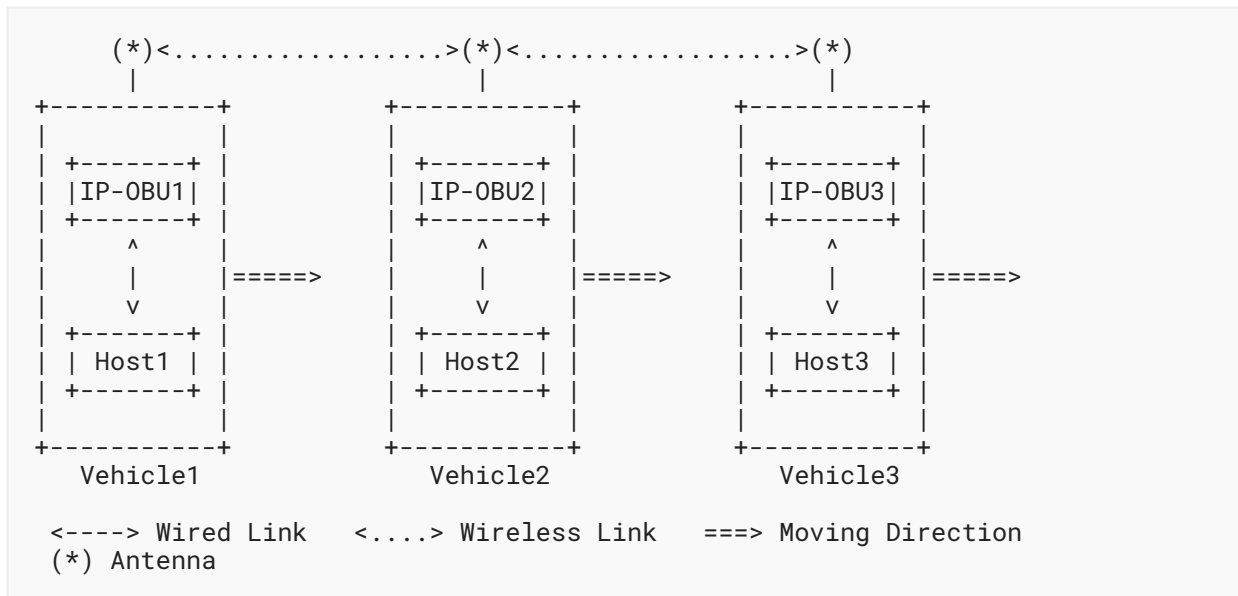 (*)<..................>(*)<..................>(*)
|IP-OBU1| |IP-OBU2| |IP-OBU3|
=====> =====> =====>
| Host1 | | Host2 | | Host3 |
Vehicle1 Vehicle2 Vehicle3
<----> Wired Link <....> Wireless Link ===> Moving Direction
(*) Antenna